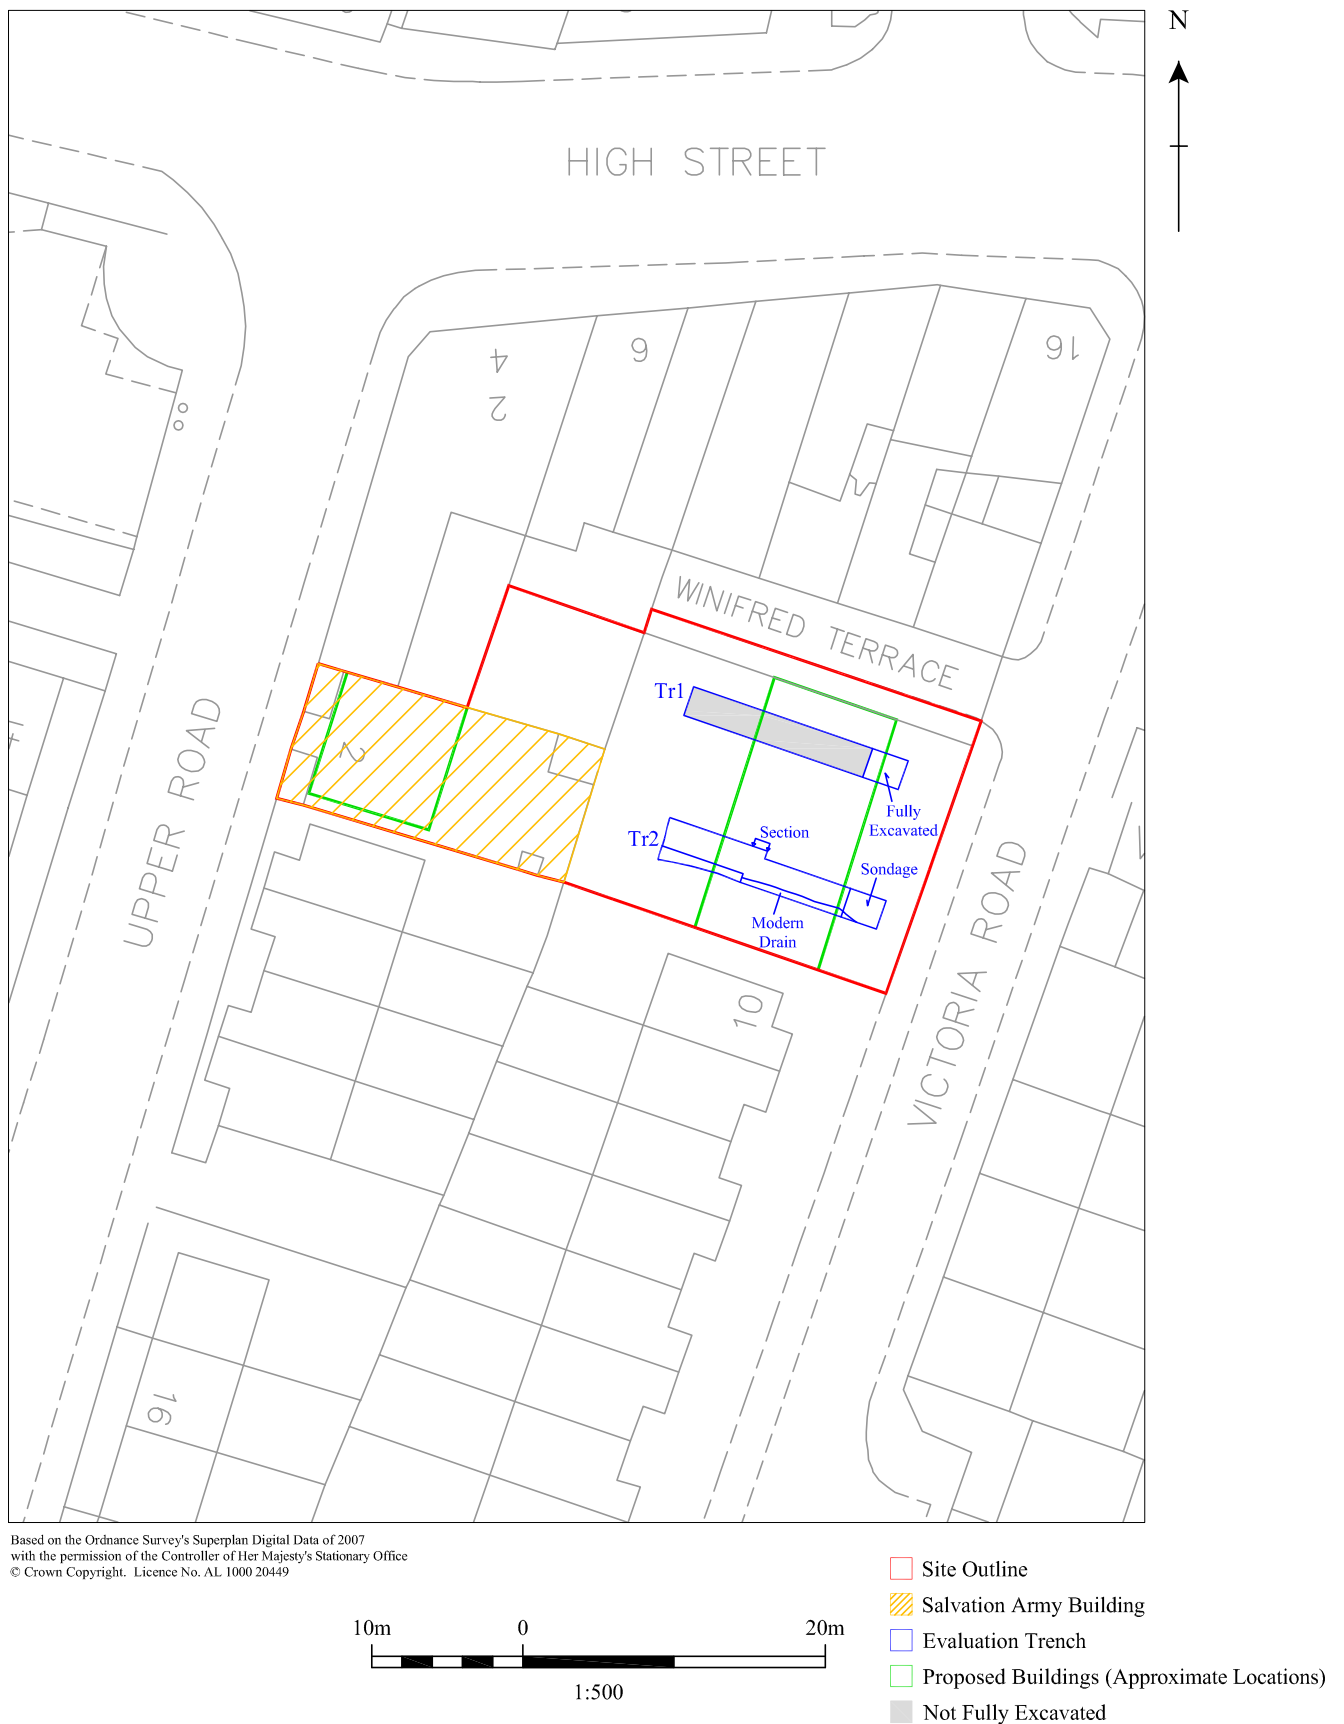 N
HIGH STREET
4
2
6
16
WINIFRED TERRACE
Tr1
2
Fully
Excavated
Section
Tr2
Sondage
Modern
Drain
UPPER ROAD
VICTORIA ROAD
10
16
Based on the Ordnance Survey's Superplan Digital Data of 2007
with the permission of the Controller of Her Majesty's Stationary Office
© Crown Copyright. Licence No. AL 1000 20449
10m 0 20m
1:500
Site Outline
Salvation Army Building
Evaluation Trench
Proposed Buildings (Approximate Locations)
Not Fully Excavated